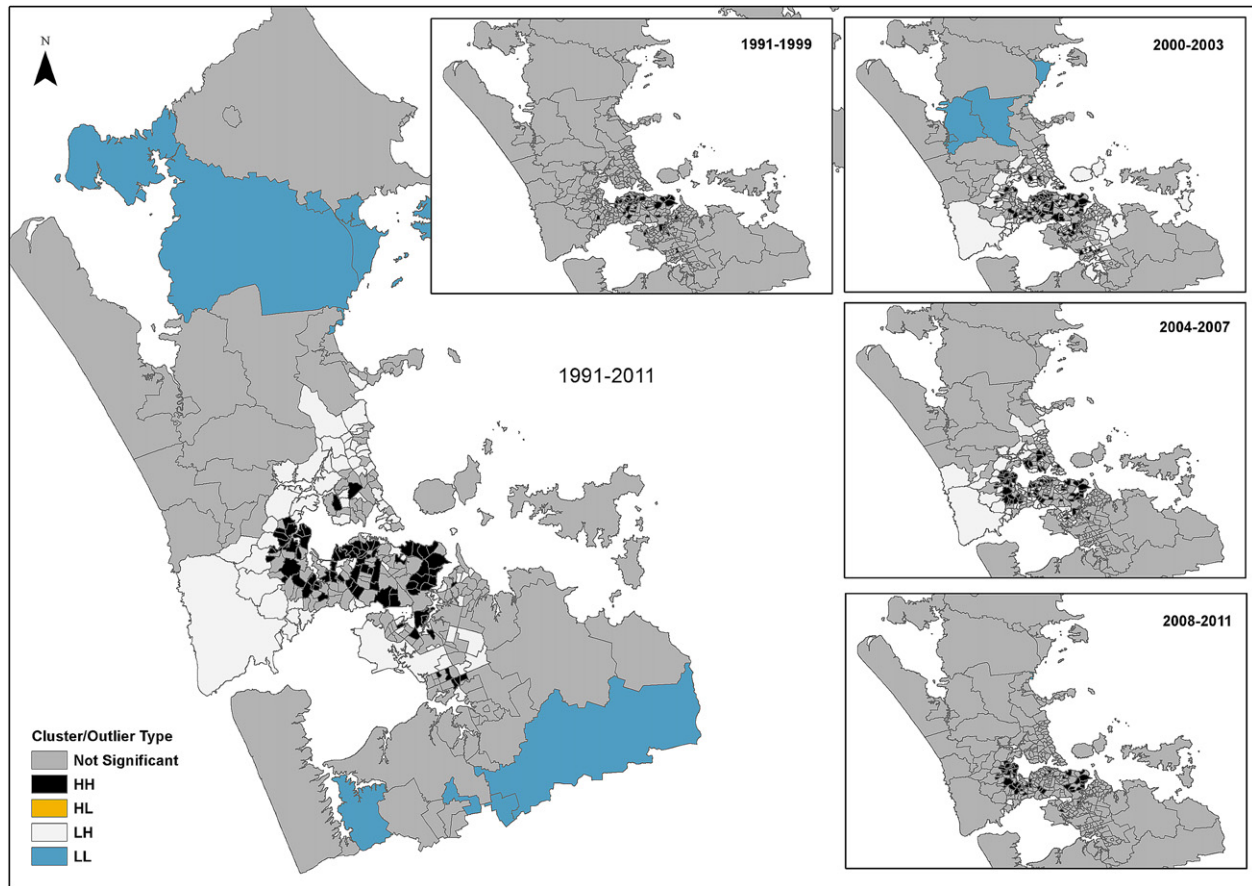 N
1991-1999
2000-2003
2004-2007
1991-2011
2008-2011
Cluster/Outlier Type
Not Significant
HH
HL
LH
LL